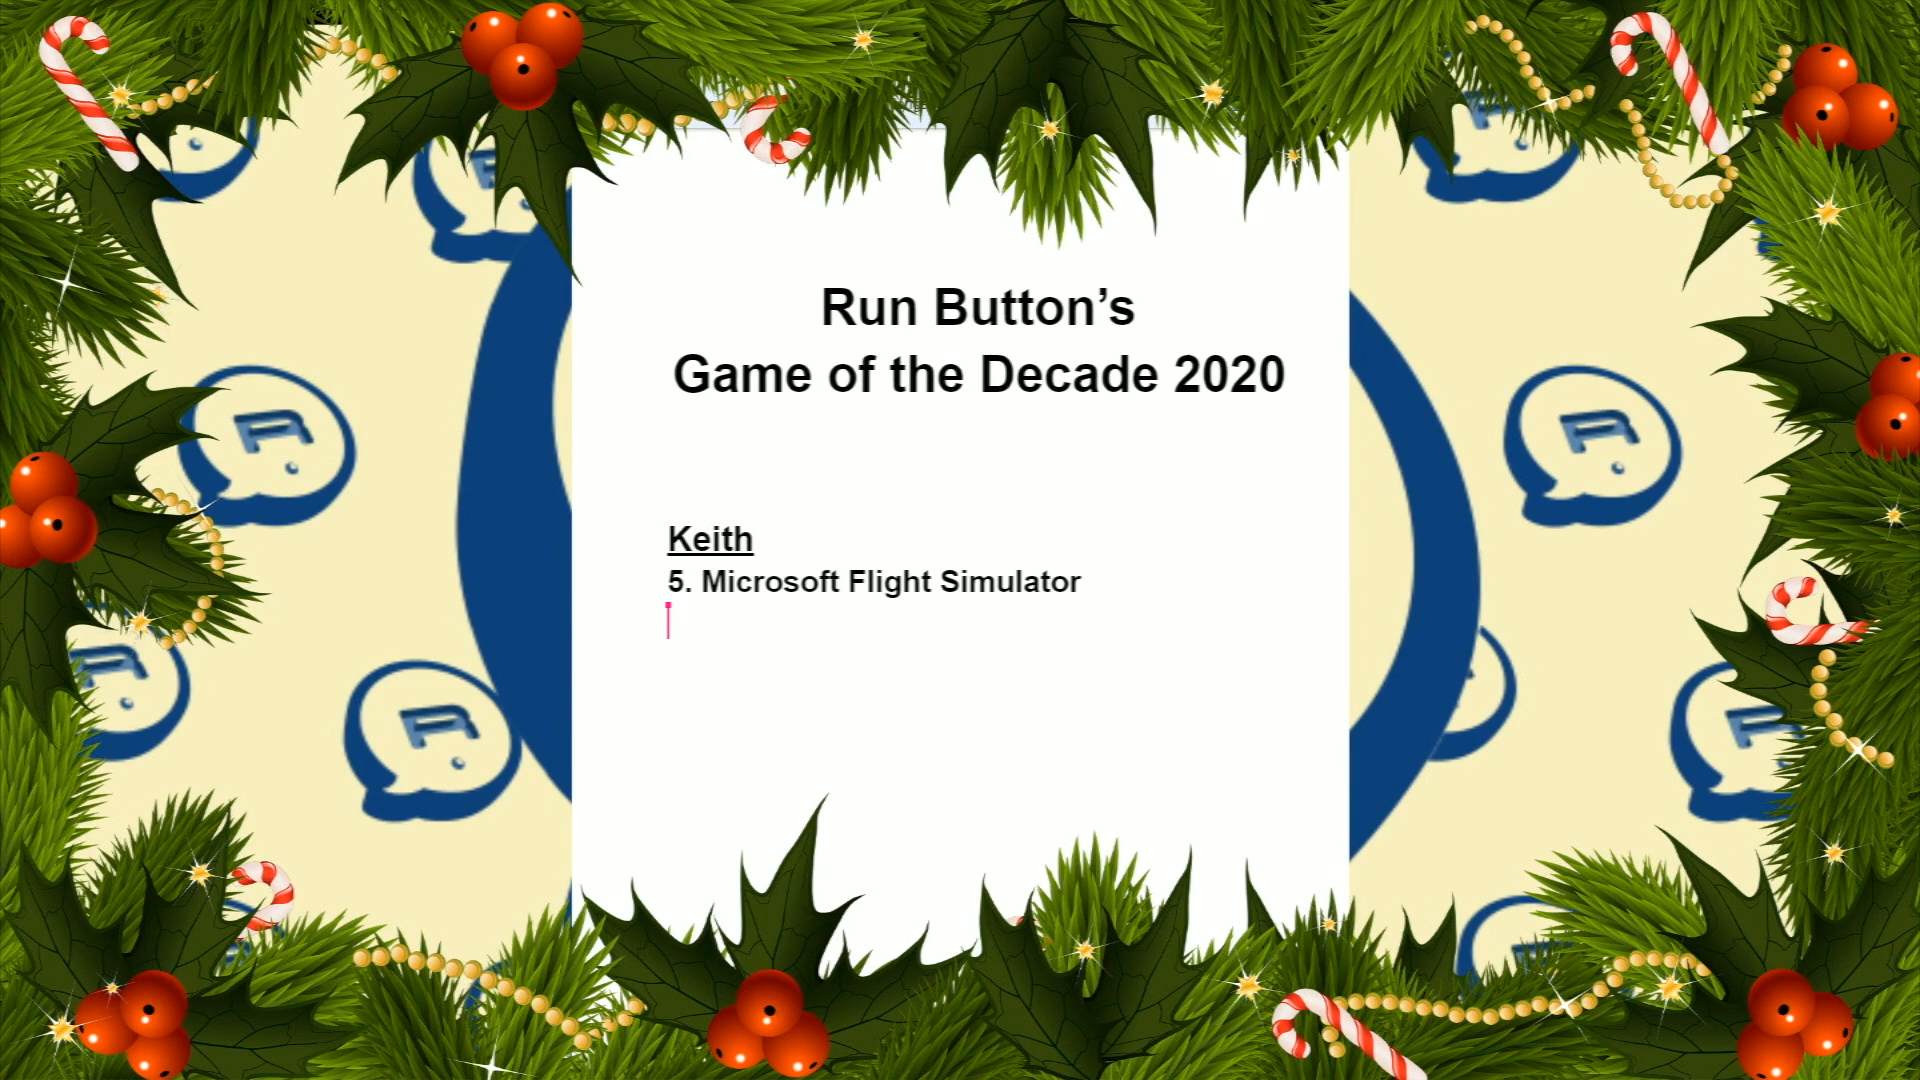 Run Button’s
Game of the Decade 2020
Keith
5. Microsoft Flight Simulator